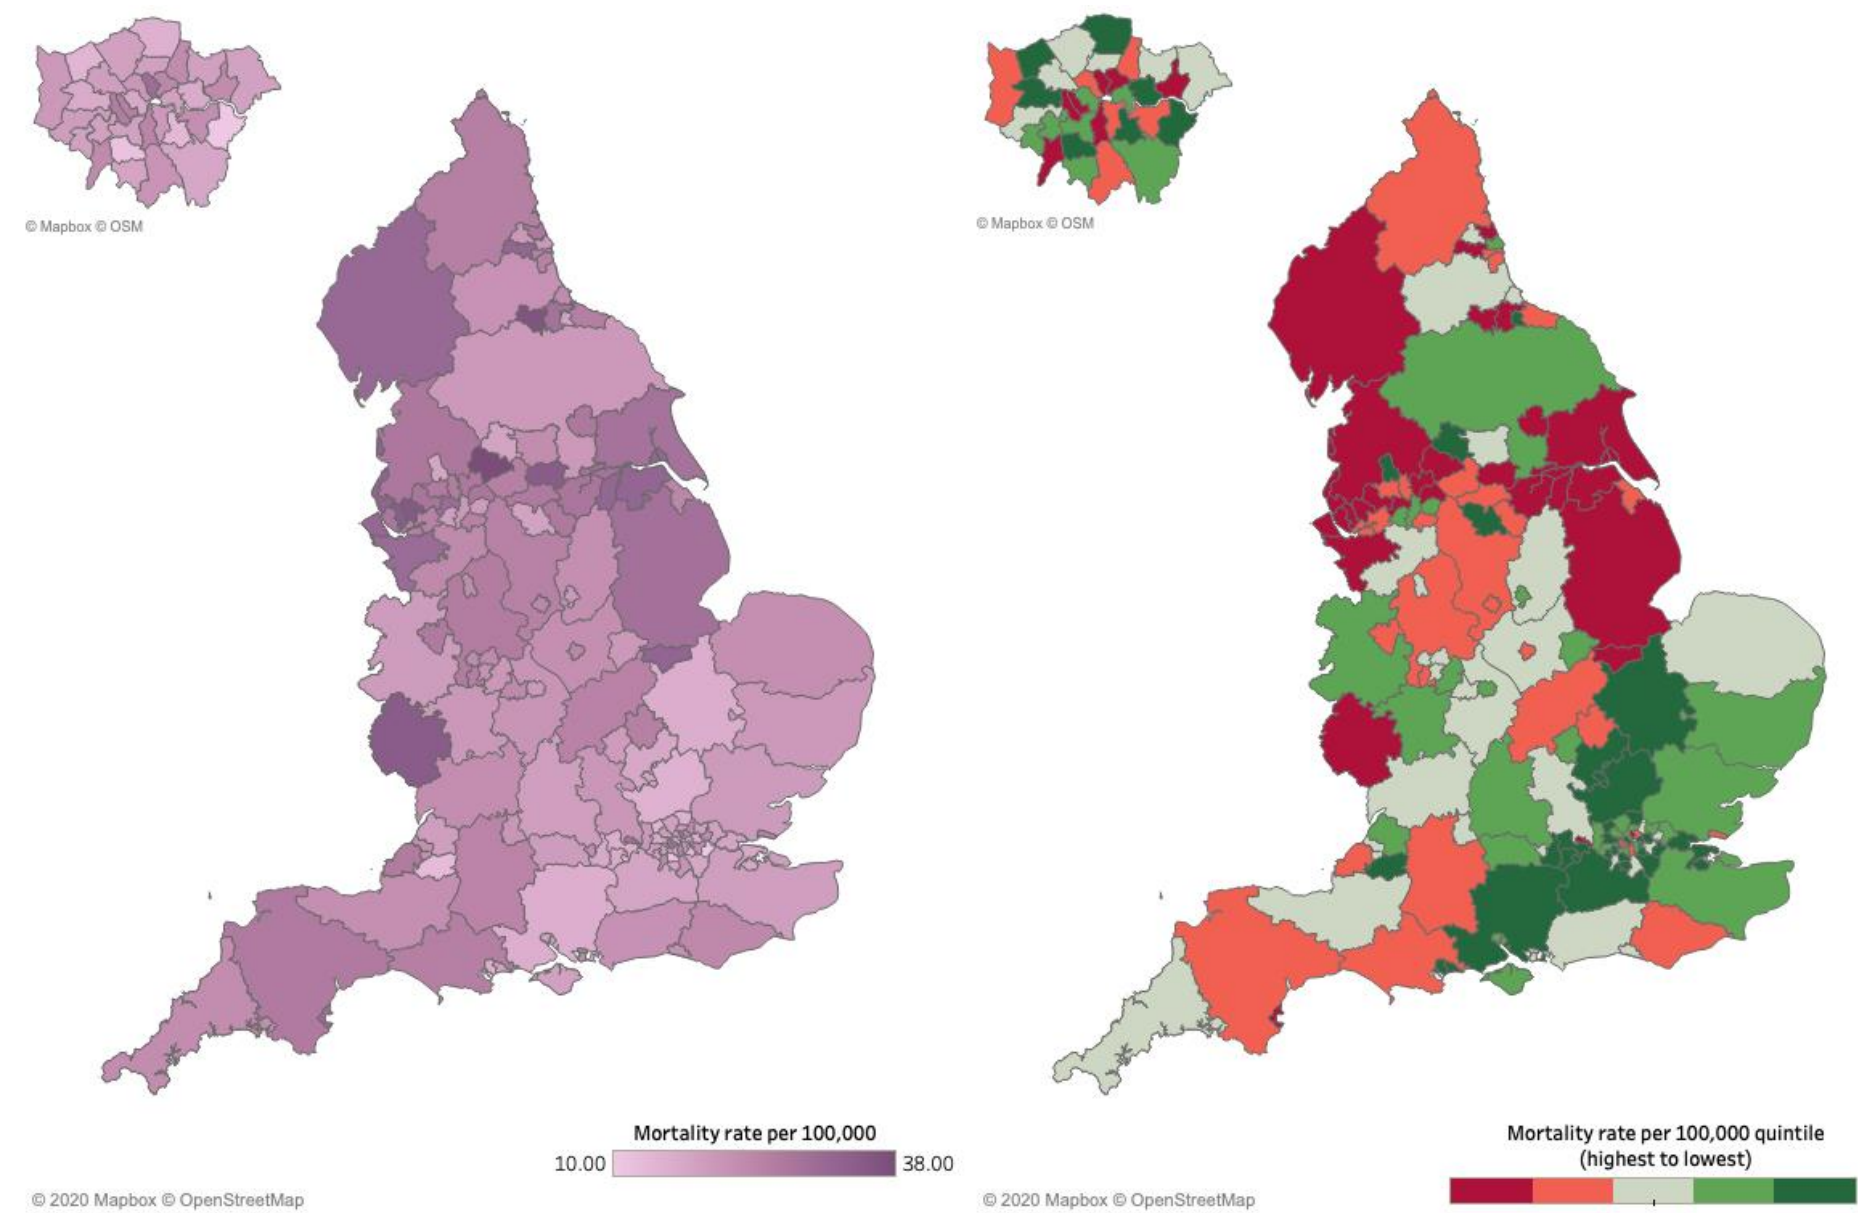 © Mapbox © OSM
© Mapbox © OSM
Mortality rate per 100,000
10.00
38.00
Mortality rate per 100,000 quintile
(highest to lowest)
© 2020 Mapbox © OpenStreetMap
© 2020 Mapbox © OpenStreetMap